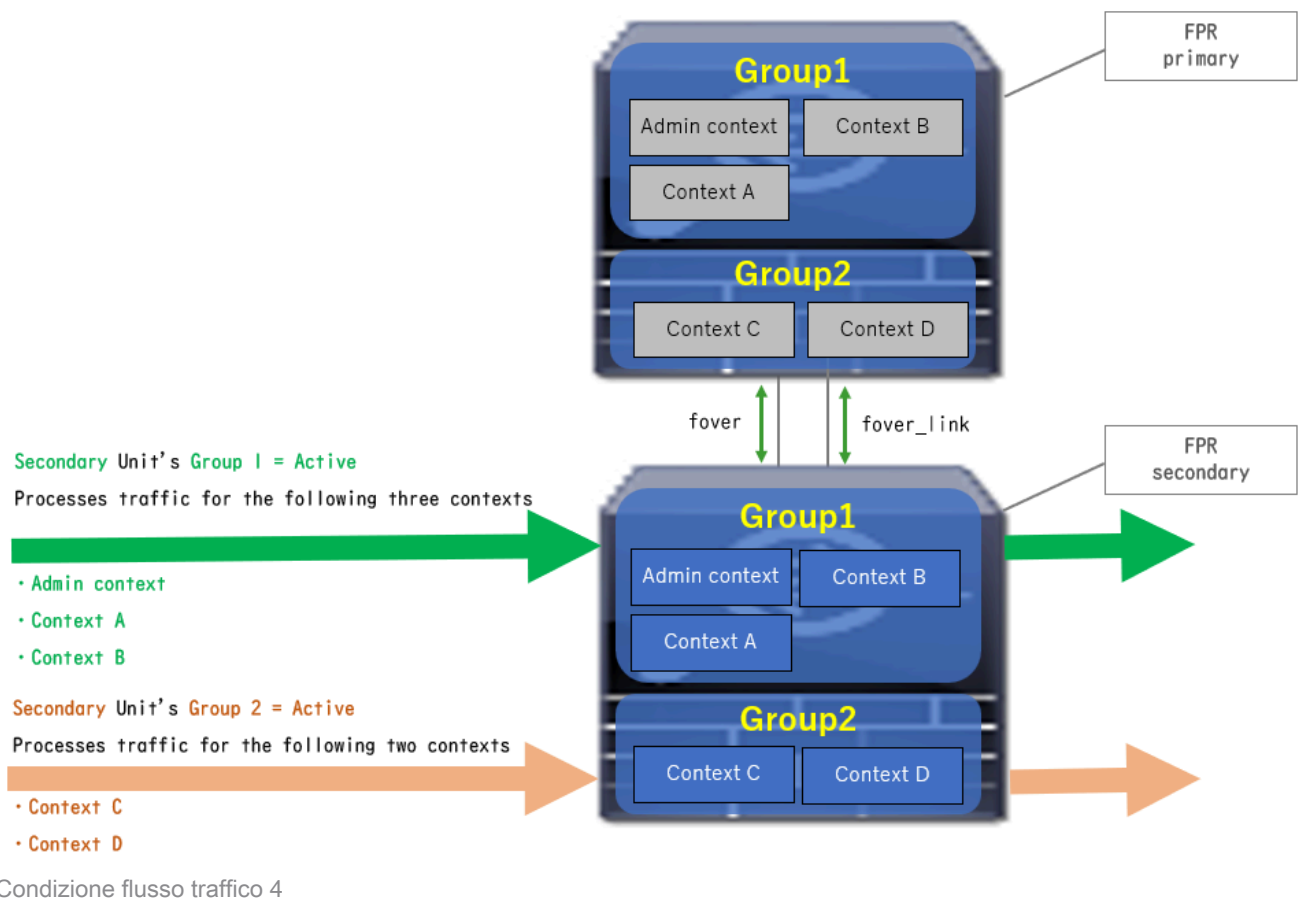 FPR
primary
Group1
Admin context
Context B
Context A
Group2
Context C
Context D
fover
fover_link
FPR
secondary
Secondary Unit's Group 1 = Active
Processes traffic for the following three contexts
・Admin context
・Context A
・Context B
Group1
Admin context
Context B
Context A
Secondary Unit's Group 2 = Active
Processes traffic for the following two contexts
・Context C
・Context D
Group2
Context C
Context D
Condizione flusso traffico 4